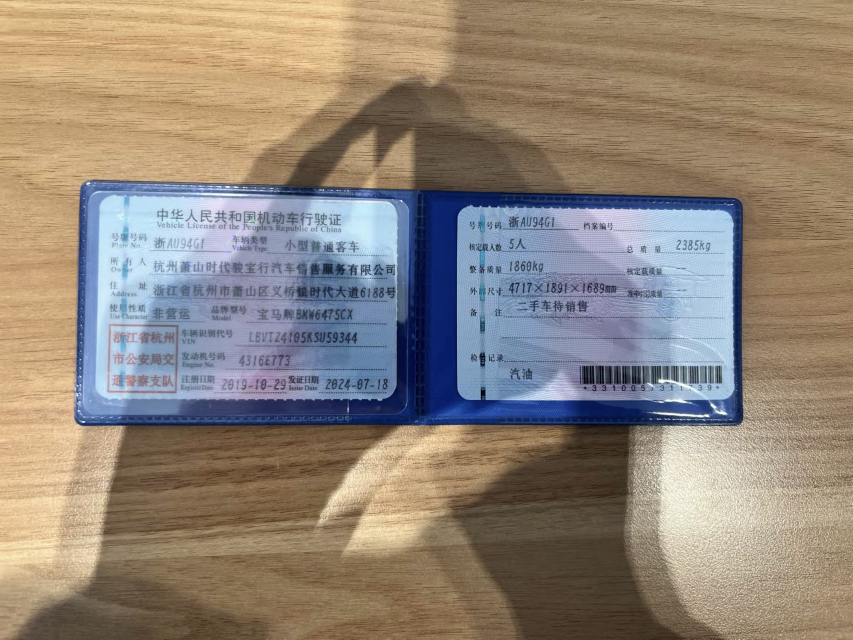 中华人民共和国机动车行驶证
Vehicle License of the People's Republic of China
号牌号码 Plate No. 浙AU94G1 车辆类型 Vehicle Type 小型普通客车
所有人 Owner 杭州萧山时代骏宝行汽车销售服务有限公司
住址 Address 浙江省杭州市萧山区义桥镇时代大道6188号
使用性质 Use Character 非营运 品牌型号 Model 宝马牌BMW6475CX
浙江省杭州
市公安局交
通警察支队
车辆识别代号 VIN LBVTZ4105KSU59344
发动机号码 Engine No. 4316E773
注册日期 Register Date 2019-10-29 发证日期 Issue Date 2024-07-18
号牌号码 浙AU94G1 档案编号
核定载人数 5人 总质量 2385kg
整备质量 1860kg 核定载质量
外廓尺寸 4717×1891×1689mm 准牵引总质量
备注 二手车待销售
检验记录
汽油